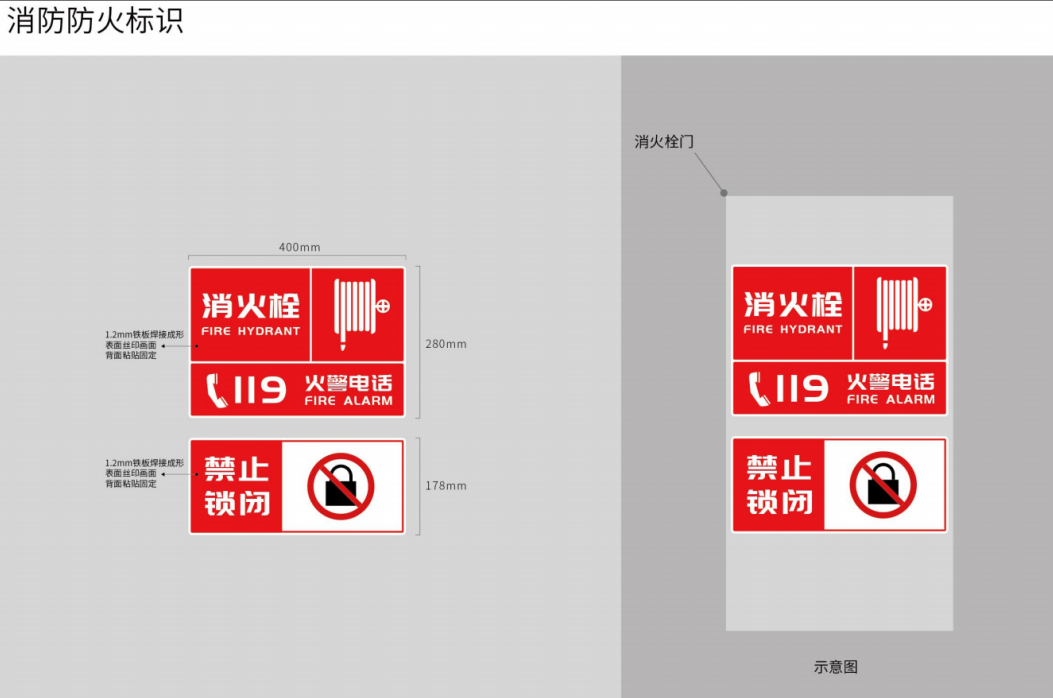 消防防火标识
400mm
消火栓
FIRE HYDRANT
1.2mm铁板焊接成形
表面丝印画面
背面粘贴固定
280mm
119
火警电话
FIRE ALARM
1.2mm铁板焊接成形
表面丝印画面
背面粘贴固定
禁止
锁闭
178mm
消火栓门
消火栓
FIRE HYDRANT
119
火警电话
FIRE ALARM
禁止
锁闭
示意图